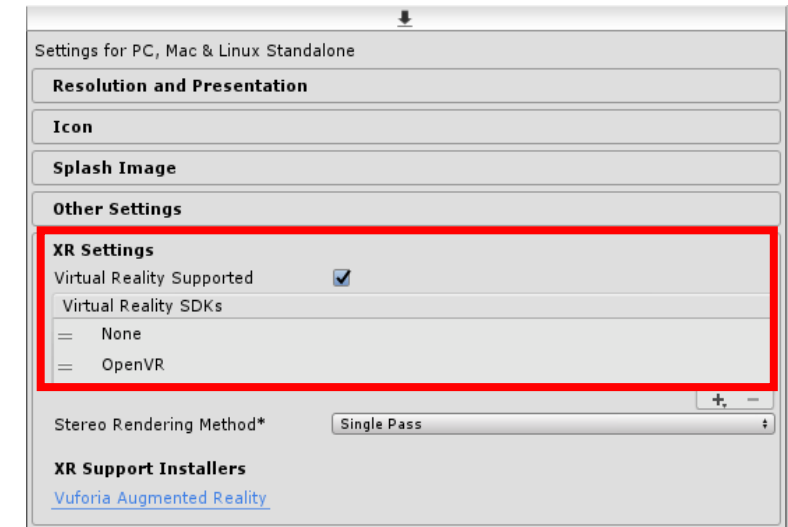 Settings for PC, Mac & Linux Standalone
Resolution and Presentation
Icon
Splash Image
Other Settings
XR Settings
Virtual Reality Supported
Virtual Reality SDKs
= None
= OpenVR
+ −
Stereo Rendering Method* Single Pass
XR Support Installers
Vuforia Augmented Reality